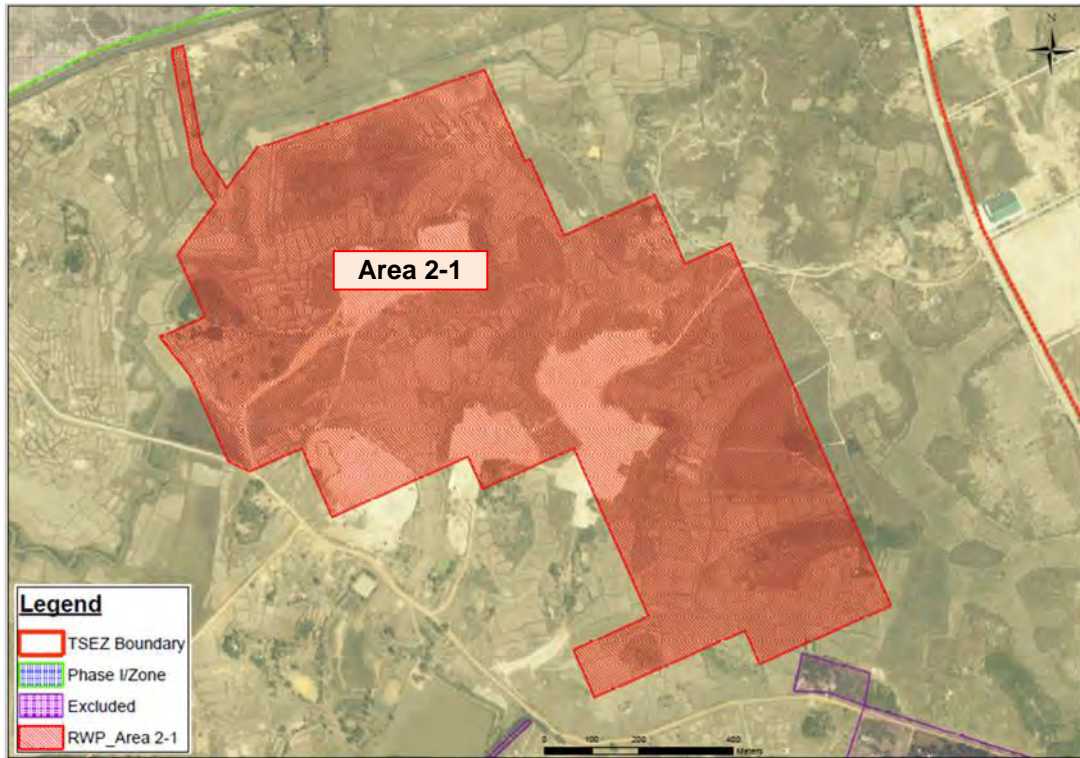 N
Area 2-1
Legend
TSEZ Boundary
Phase I/Zone
Excluded
RWP_Area 2-1
0 100 200 400
Meters